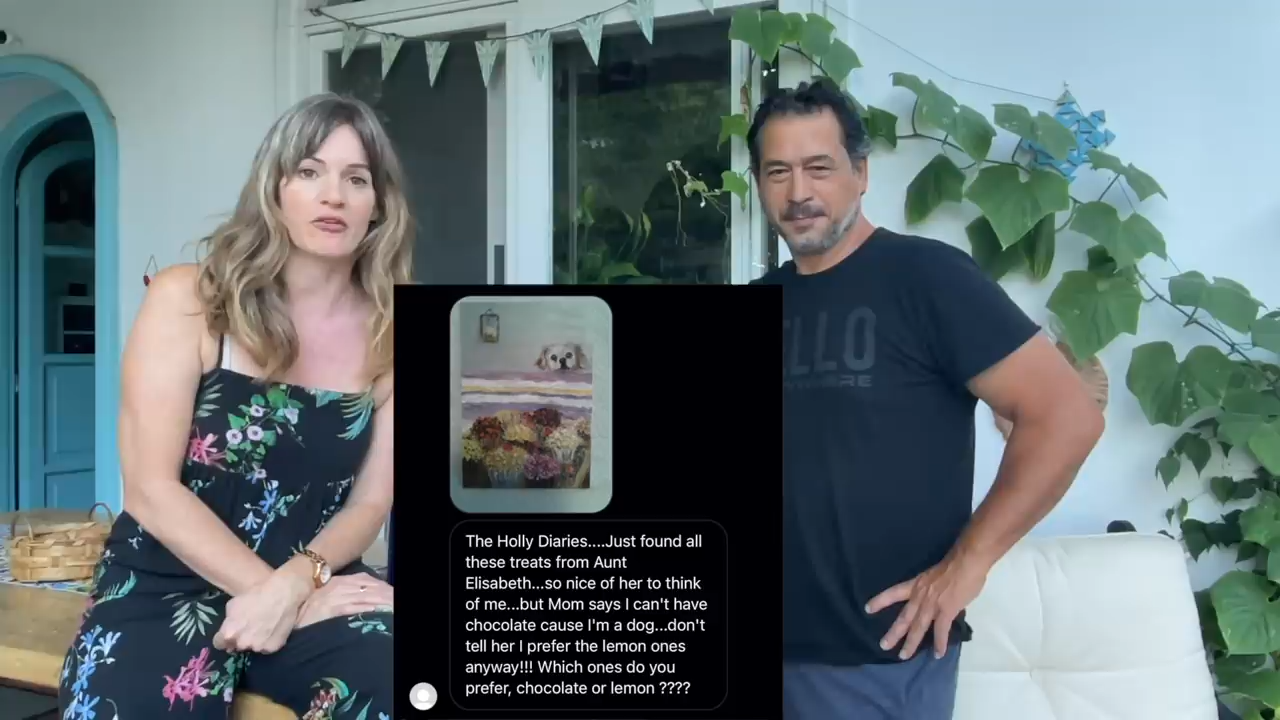 The Holly Diaries....Just found all
these treats from Aunt
Elisabeth...so nice of her to think
of me...but Mom says I can't have
chocolate cause I'm a dog...don't
tell her I prefer the lemon ones
anyway!!! Which ones do you
prefer, chocolate or lemon ????